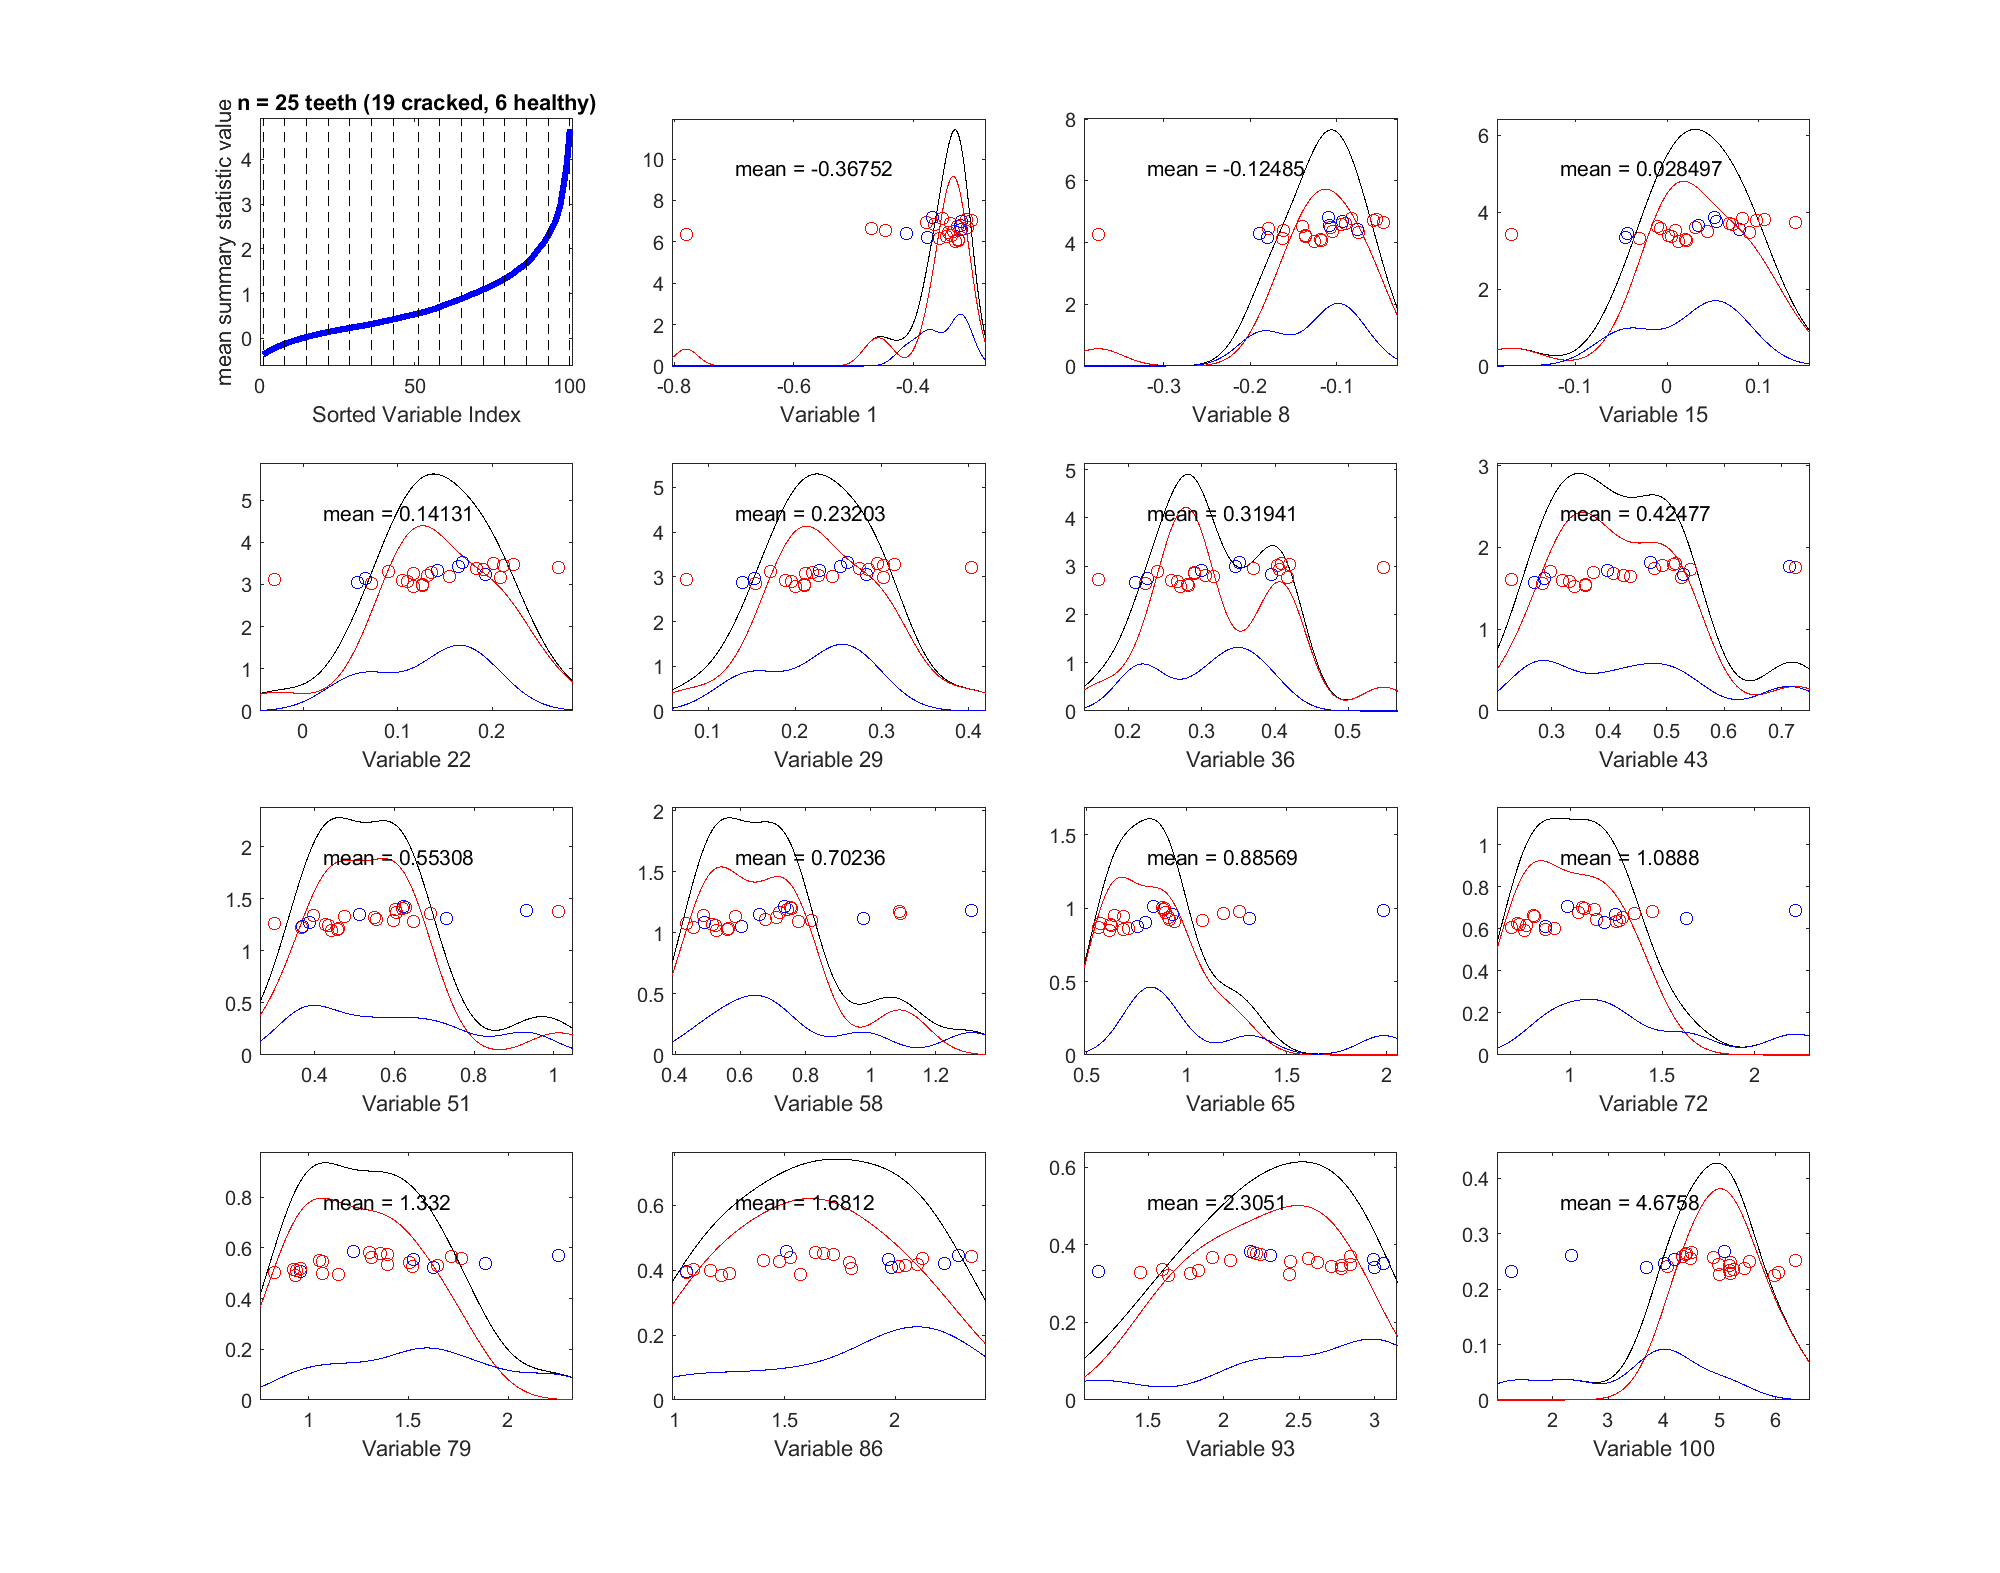 n = 25 teeth (19 cracked, 6 healthy)
mean summary statistic value
4
3
2
1
0
0 50 100
Sorted Variable Index
mean = -0.36752
10
8
6
4
2
0
-0.8 -0.6 -0.4
Variable 1
mean = -0.12485
8
6
4
2
0
-0.3 -0.2 -0.1
Variable 8
mean = 0.028497
6
4
2
0
-0.1 0 0.1
Variable 15
mean = 0.14131
5
4
3
2
1
0
0 0.1 0.2
Variable 22
mean = 0.23203
5
4
3
2
1
0
0.1 0.2 0.3 0.4
Variable 29
mean = 0.31941
5
4
3
2
1
0
0.2 0.3 0.4 0.5
Variable 36
mean = 0.42477
3
2
1
0
0.3 0.4 0.5 0.6 0.7
Variable 43
mean = 0.55308
2
1.5
1
0.5
0
0.4 0.6 0.8 1
Variable 51
mean = 0.70236
2
1.5
1
0.5
0
0.4 0.6 0.8 1 1.2
Variable 58
mean = 0.88569
1.5
1
0.5
0
0.5 1 1.5 2
Variable 65
mean = 1.0888
1
0.8
0.6
0.4
0.2
0
1 1.5 2
Variable 72
mean = 1.332
0.8
0.6
0.4
0.2
0
1 1.5 2
Variable 79
mean = 1.6812
0.6
0.4
0.2
0
1 1.5 2
Variable 86
mean = 2.3051
0.6
0.4
0.2
0
1.5 2 2.5 3
Variable 93
mean = 4.6758
0.4
0.3
0.2
0.1
0
2 3 4 5 6
Variable 100